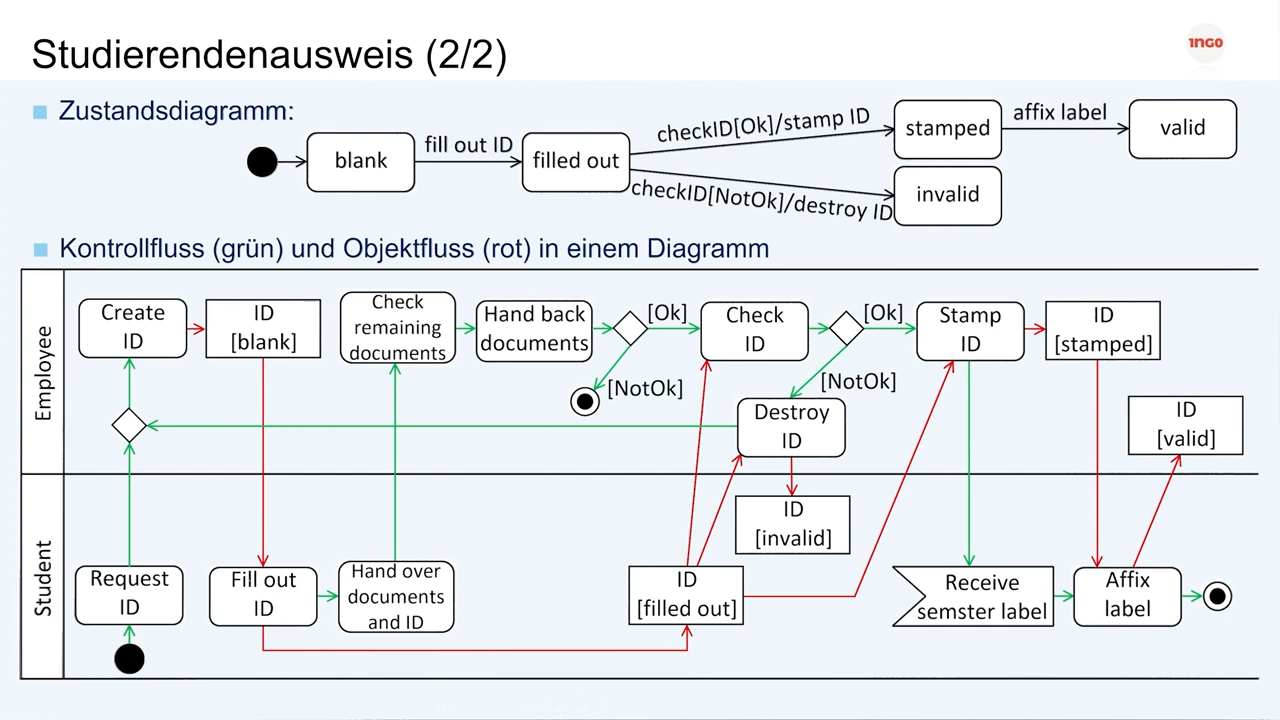 Studierendenausweis (2/2)
1NGO
Zustandsdiagramm:
blank
fill out ID
filled out
checkID[Ok]/stamp ID
checkID[NotOk]/destroy ID
stamped
affix label
valid
invalid
Kontrollfluss (grün) und Objektfluss (rot) in einem Diagramm
Employee
Create
ID
ID
[blank]
Check
remaining
documents
Hand back
documents
[Ok]
[NotOk]
Check
ID
[Ok]
[NotOk]
Stamp
ID
ID
[stamped]
Destroy
ID
ID
[valid]
Student
Request
ID
Fill out
ID
Hand over
documents
and ID
ID
[filled out]
ID
[invalid]
Receive
semster label
Affix
label